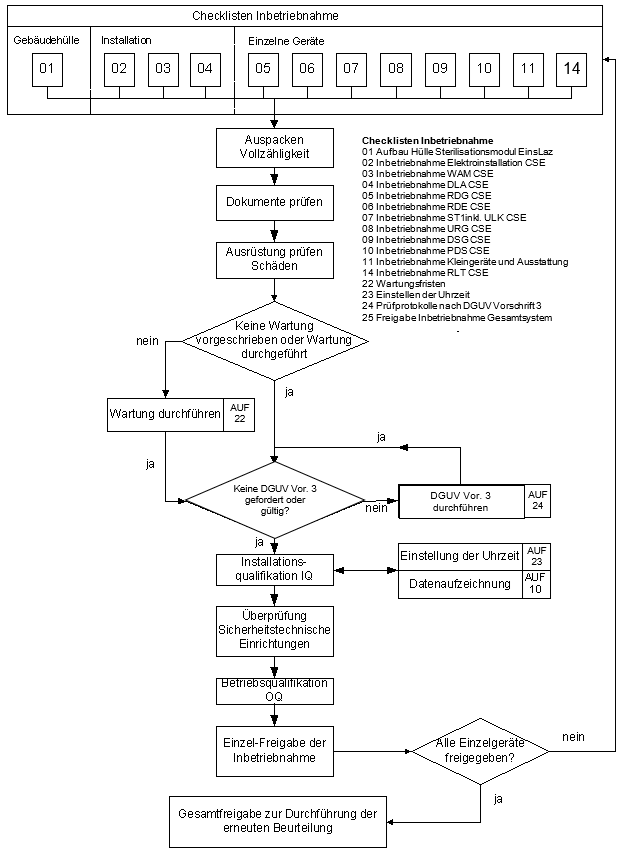 Checklisten Inbetriebnahme
Gebäudehülle
Installation
Einzelne Geräte
01
02
03
04
05
06
07
08
09
10
11
14
Auspacken
Vollzähligkeit
Dokumente prüfen
Ausrüstung prüfen
Schäden
Checklisten Inbetriebnahme
01 Aufbau Hülle Sterilisationsmodul EinsLaz
02 Inbetriebnahme Elektroinstallation CSE
03 Inbetriebnahme WAM CSE
04 Inbetriebnahme DLA CSE
05 Inbetriebnahme RDG CSE
06 Inbetriebnahme RDE CSE
07 Inbetriebnahme ST1inkl. ULK CSE
08 Inbetriebnahme URG CSE
09 Inbetriebnahme DSG CSE
10 Inbetriebnahme PDS CSE
11 Inbetriebnahme Kleingeräte und Ausstattung
14 Inbetriebnahme RLT CSE
22 Wartungsfristen
23 Einstellen der Uhrzeit
24 Prüfprotokolle nach DGUV Vorschrift 3
25 Freigabe Inbetriebnahme Gesamtsystem
Keine Wartung
vorgeschrieben oder Wartung
durchgeführt
nein
ja
Wartung durchführen
AUF
22
ja
ja
Keine DGUV Vor. 3
gefordert oder
gültig?
nein
DGUV Vor. 3
durchführen
AUF
24
ja
Installations-
qualifikation IQ
Einstellung der Uhrzeit
AUF
23
Datenaufzeichnung
AUF
10
Überprüfung
Sicherheitstechnische
Einrichtungen
Betriebsqualifikation
OQ
Einzel-Freigabe der
Inbetriebnahme
Alle Einzelgeräte
freigegeben?
nein
ja
Gesamtfreigabe zur Durchführung der
erneuten Beurteilung